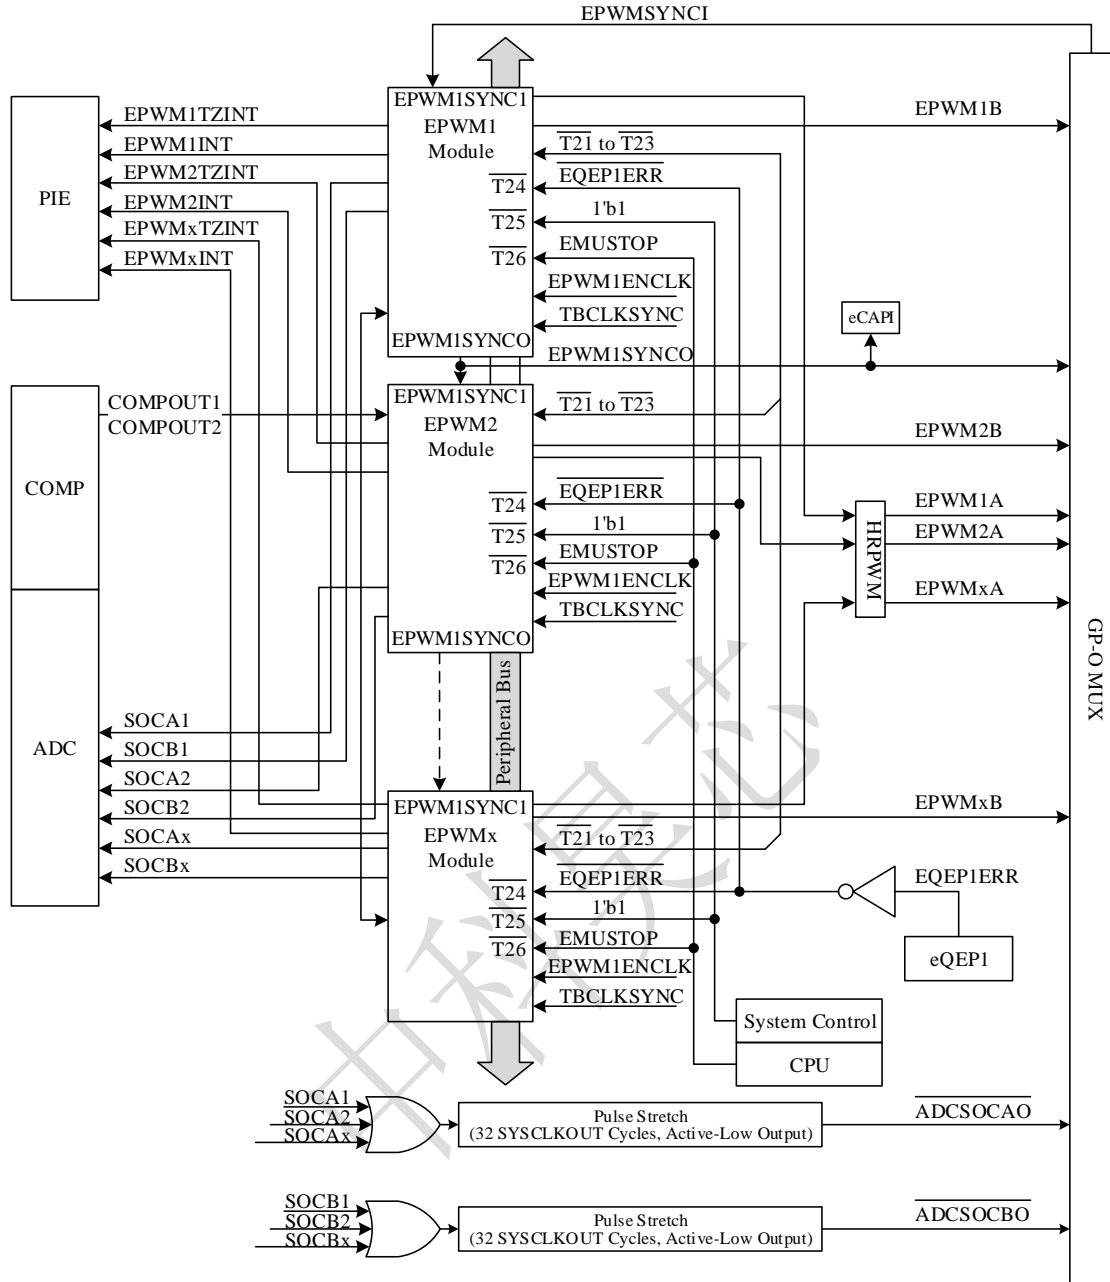 EPWMSYNCI
EPWM1SYNC1
EPWM1
Module
EPWM1TZINT
EPWM1INT
EPWM2TZINT
EPWM2INT
EPWMxTZINT
EPWMxINT
PIE
EPWM1B
T21 to T23
T24
EQEP1ERR
T25
1'b1
T26
EMUSTOP
EPWM1ENCLK
TBCLKSYNC
eCAPI
EPWM1SYNCO
EPWM1SYNCO
EPWM1SYNC1
EPWM2
Module
COMPOUT1
COMPOUT2
COMP
T21 to T23
EPWM2B
T24
EQEP1ERR
T25
1'b1
T26
EMUSTOP
EPWM1ENCLK
TBCLKSYNC
EPWM1SYNCO
HRPWM
EPWM1A
EPWM2A
EPWMxA
GP-O MUX
Peripheral Bus
ADC
SOCA1
SOCB1
SOCA2
SOCB2
SOCAx
SOCBx
EPWM1SYNC1
EPWMx
Module
EPWMxB
T21 to T23
T24
EQEP1ERR
T25
1'b1
T26
EMUSTOP
EPWM1ENCLK
TBCLKSYNC
EQEP1ERR
eQEP1
System Control
CPU
SOCA1
SOCA2
SOCAx
Pulse Stretch
(32 SYSCLKOUT Cycles, Active-Low Output)
ADCSOCAO
SOCB1
SOCB2
SOCBx
Pulse Stretch
(32 SYSCLKOUT Cycles, Active-Low Output)
ADCSOCBO
中科昊芯